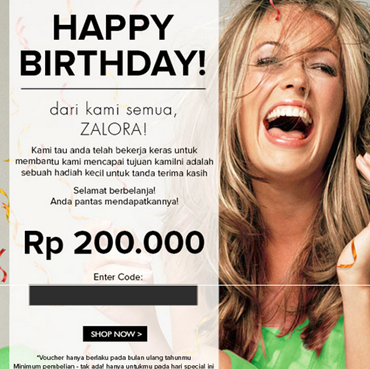 HAPPY
BIRTHDAY!
dari kami semua,
ZALORA!
Kami tau anda telah bekerja keras untuk
membantu kami mencapai tujuan kamiIni adalah
sebuah hadiah kecil untuk tanda terima kasih
Selamat berbelanja!
Anda pantas mendapatkannya!
Rp 200.000
Enter Code:
SHOP NOW >
*Voucher hanya berlaku pada bulan ulang tahunmu
Minimum pembelian - tak ada! hanya untukmu pada hari special ini